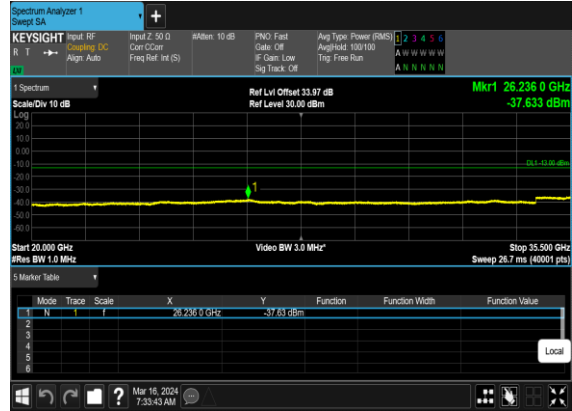 Spectrum Analyzer 1
Swept SA
+
KEYSIGHT Input: RF Input Z: 50 Ω #Atten: 10 dB PNO: Fast Avg Type: Power (RMS) 1 2 3 4 5 6
R T Coupling: DC Corr CCorr Gate: Off Avg|Hold: 100/100 A W W W W W
Align: Auto Freq Ref: Int (S) IF Gain: Low Trig: Free Run
Sig Track: Off A N N N N N
1 Spectrum Ref Lvl Offset 33.97 dB Mkr1 26.236 0 GHz
Scale/Div 10 dB Ref Level 30.00 dBm -37.633 dBm
Log
20.0
10.0
0.00
-10.0
DL1 -13.00 dBm
-20.0
-30.0
1
-40.0
-50.0
-60.0
Start 20.000 GHz Video BW 3.0 MHz* Stop 35.500 GHz
#Res BW 1.0 MHz Sweep 26.7 ms (40001 pts)
5 Marker Table
Mode Trace Scale X Y Function Function Width Function Value
1 N 1 f 26.236 0 GHz -37.63 dBm
2
3
4
5
6
Local
? Mar 16, 2024
7:33:43 AM